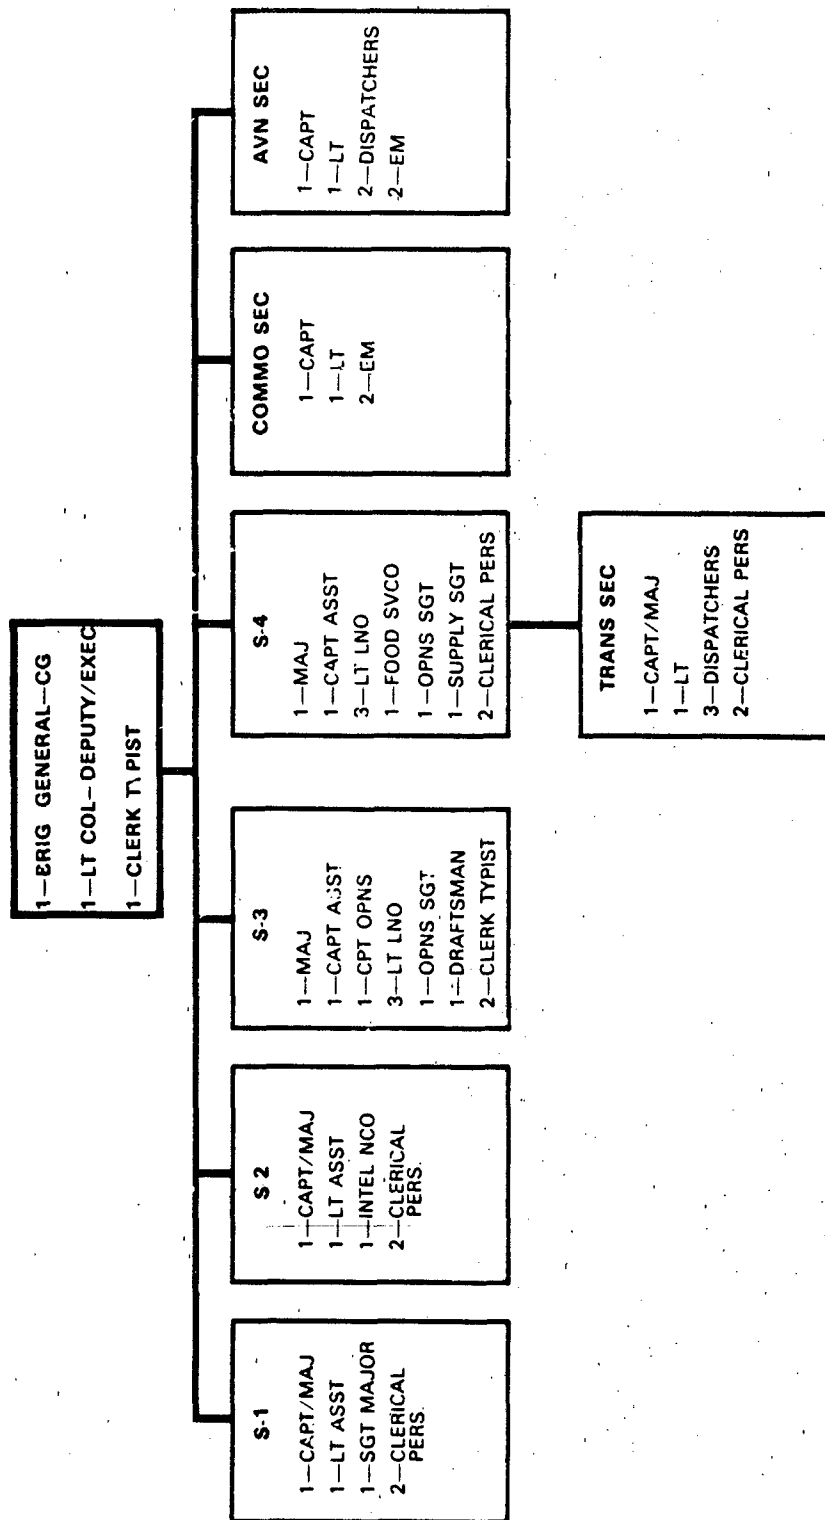 1—BRIG GENERAL—CG
1—LT COL—DEPUTY/EXEC
1—CLERK TYPIST
S-1
1—CAPT/MAJ
1—LT ASST
1—SGT MAJOR
2—CLERICAL
PERS.
S-2
1—CAPT/MAJ
1—LT ASST
1—INTEL NCO
2—CLERICAL
PERS.
S-3
1—MAJ
1—CAPT ASST
1—CPT OPNS
3—LT LNO
1—OPNS SGT
1—DRAFTSMAN
2—CLERK TYPIST
S-4
1—MAJ
1—CAPT ASST
3—LT LNO
1—FOOD SVCO
1—OPNS SGT
1—SUPPLY SGT
2—CLERICAL PERS
COMMO SEC
1—CAPT
1—LT
2—EM
AVN SEC
1—CAPT
1—LT
2—DISPATCHERS
2—EM
TRANS SEC
1—CAPT/MAJ
1—LT
3—DISPATCHERS
2—CLERICAL PERS